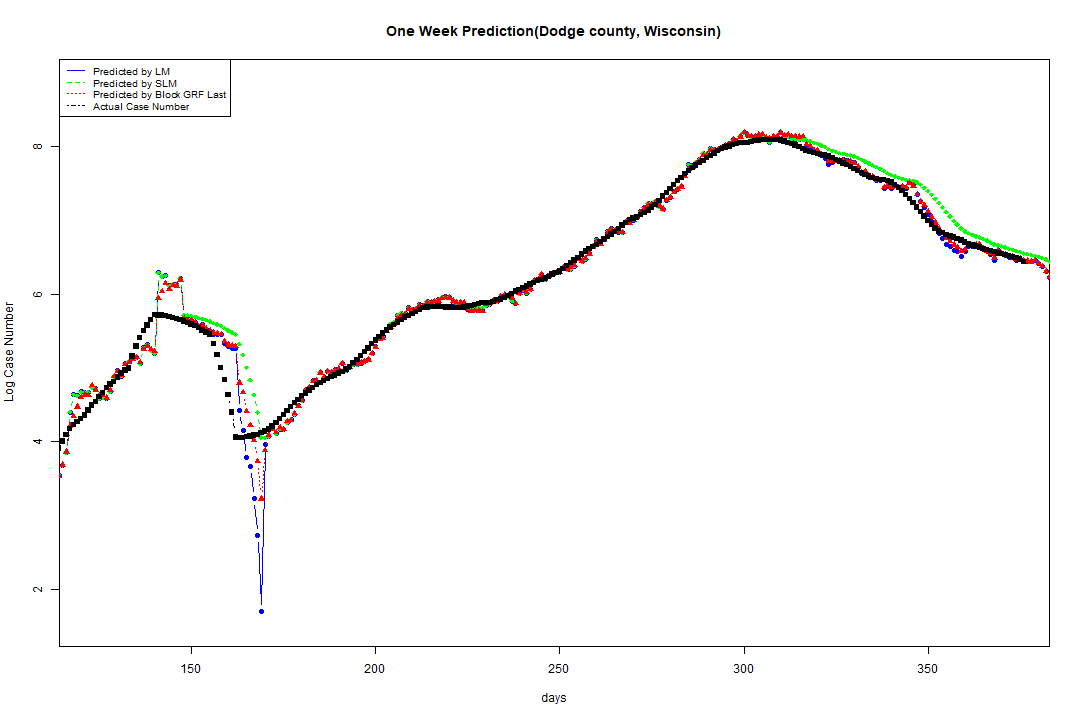 One Week Prediction(Dodge county, Wisconsin)
Predicted by LM
Predicted by SLM
Predicted by Block GRF Last
Actual Case Number
8
6
4
2
Log Case Number
150 200 250 300 350
days